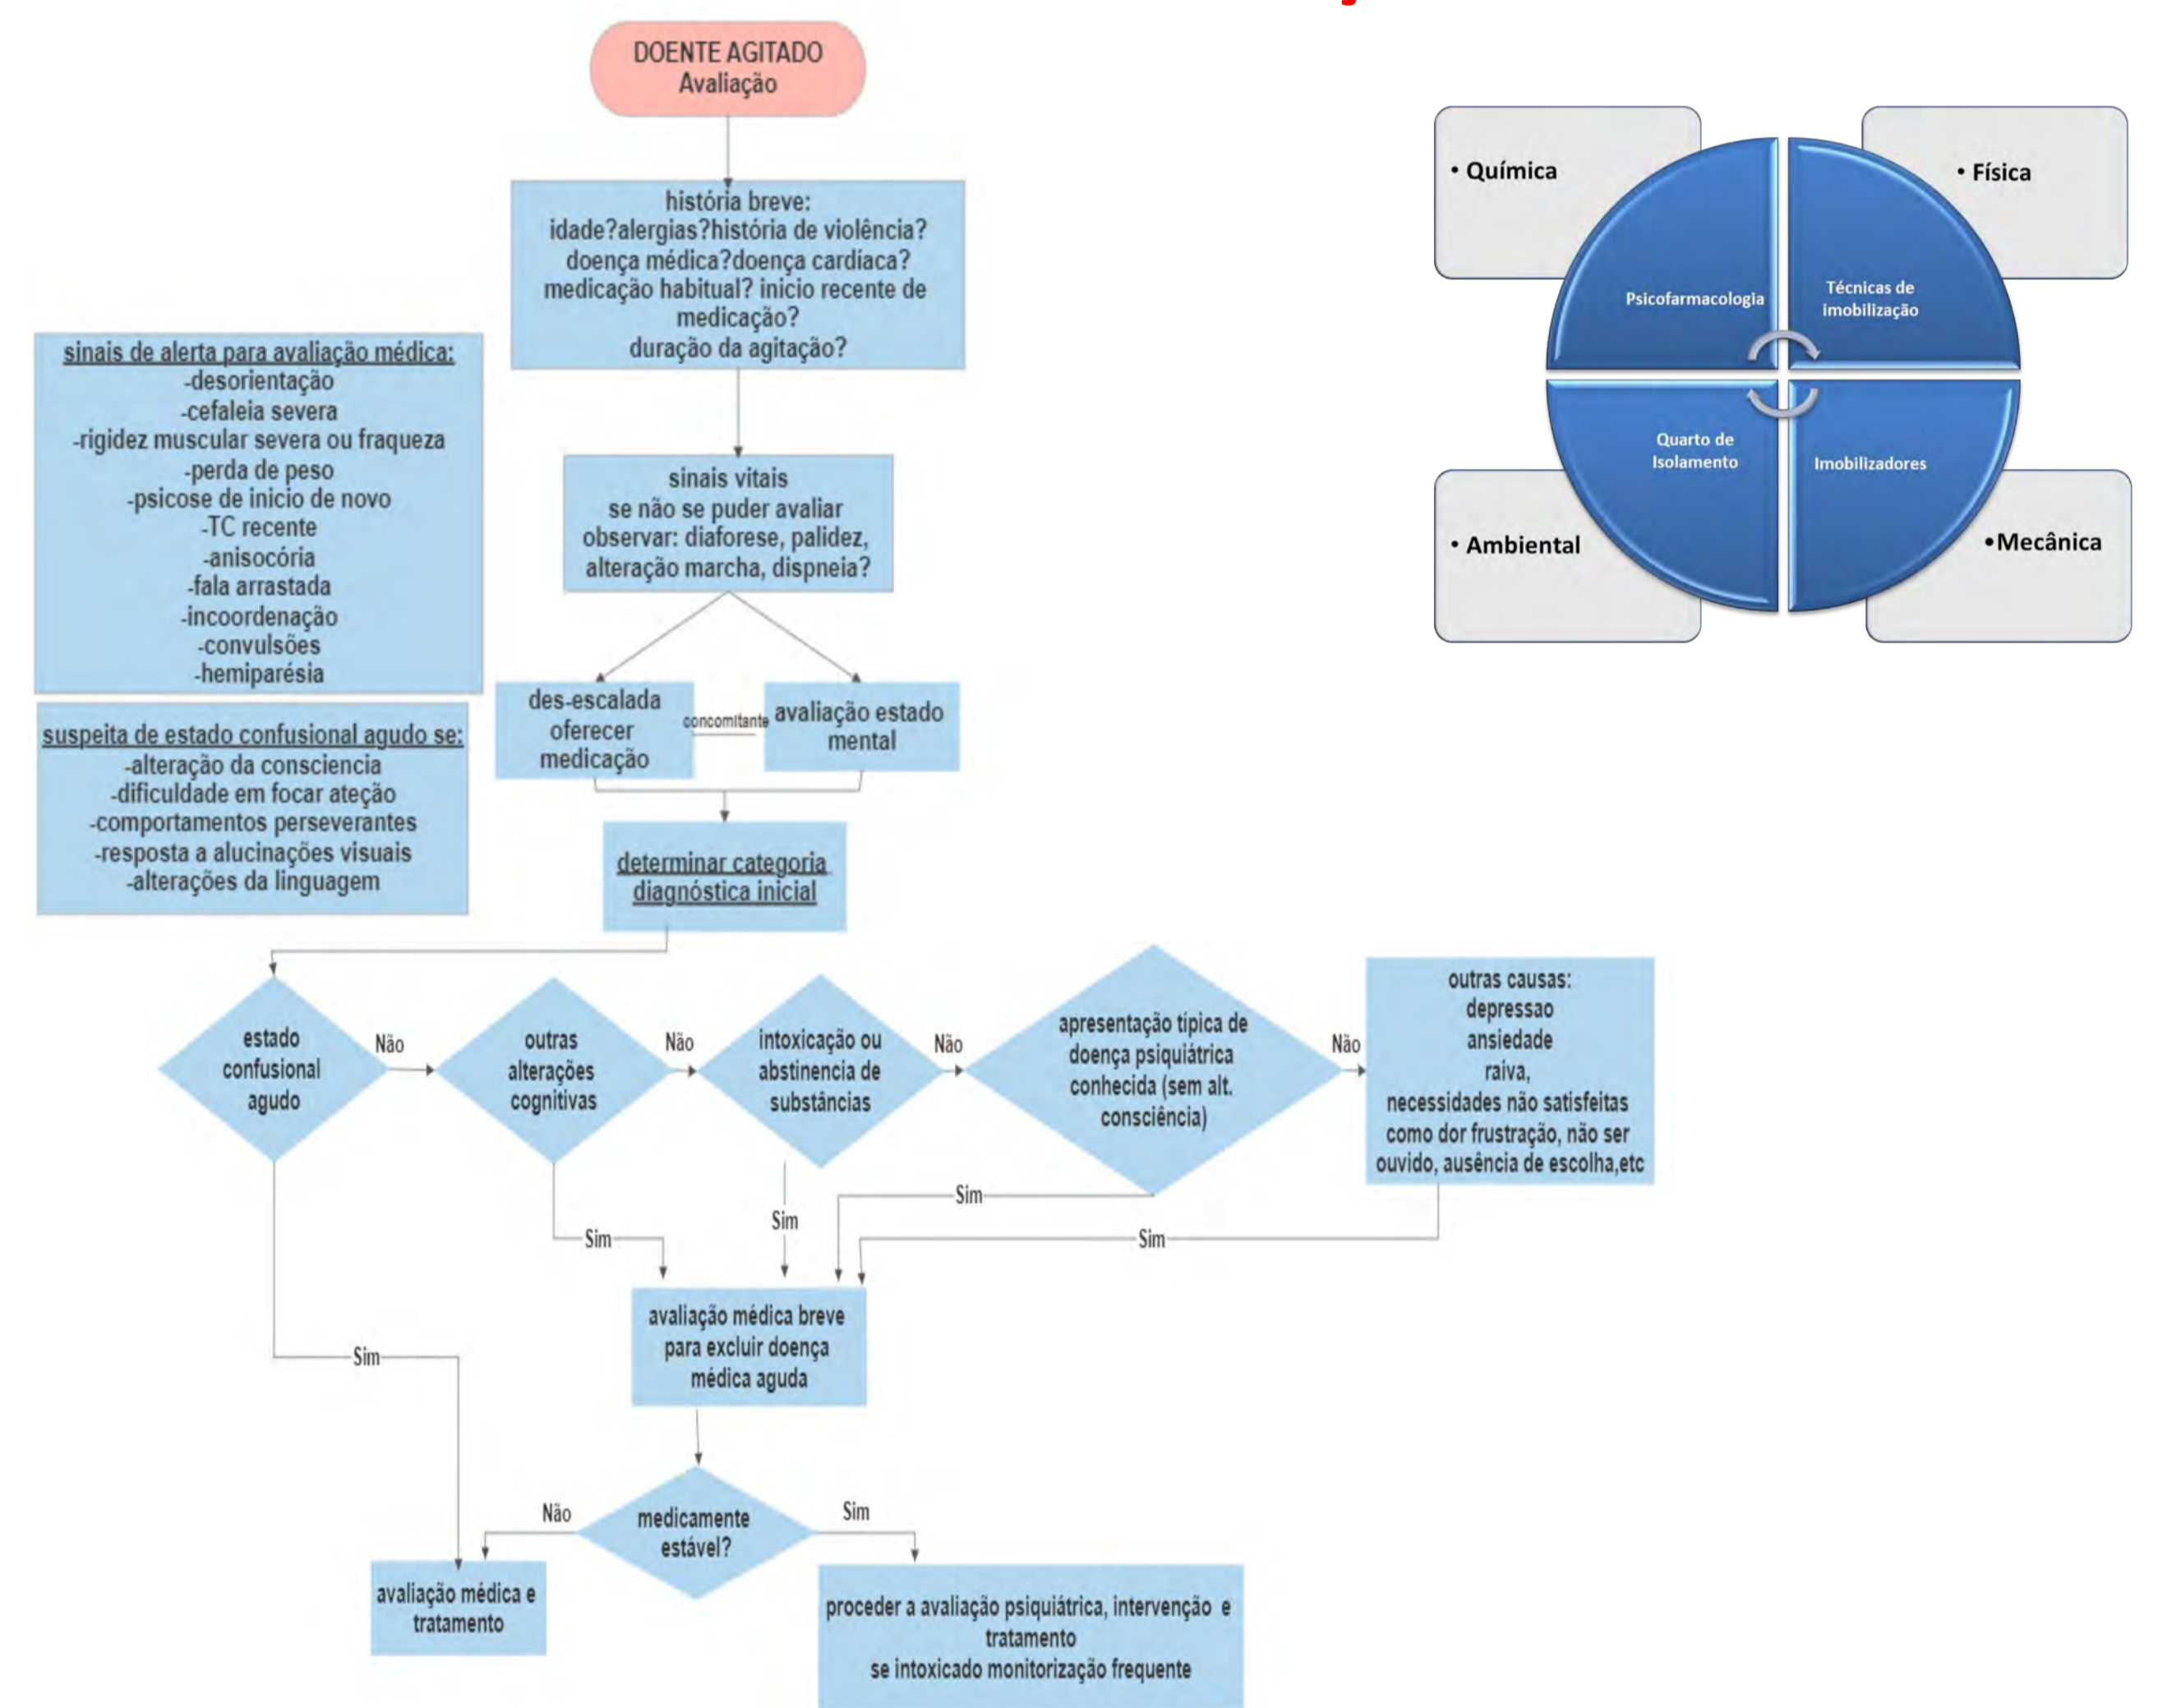 DOENTE AGITADO
Avaliação
história breve:
idade?alergias?história de violência?
doença médica?doença cardíaca?
medicação habitual? inicio recente de
medicação?
duração da agitação?
sinais de alerta para avaliação médica:
-desorientação
-cefaleia severa
-rigidez muscular severa ou fraqueza
-perda de peso
-psicose de inicio de novo
-TC recente
-anisocória
-fala arrastada
-incoordenação
-convulsões
-hemiparésia
suspeita de estado confusional agudo se:
-alteração da consciencia
-dificuldade em focar ateção
-comportamentos perseverantes
-resposta a alucinações visuais
-alterações da linguagem
sinais vitais
se não se puder avaliar
observar: diaforese, palidez,
alteração marcha, dispneia?
des-escalada
oferecer
medicação
concomitante
avaliação estado
mental
determinar categoria
diagnóstica inicial
estado
confusional
agudo
Não
outras
alterações
cognitivas
Não
intoxicação ou
abstinencia de
substâncias
Não
apresentação típica de
doença psiquiátrica
conhecida (sem alt.
consciência)
Não
outras causas:
depressao
ansiedade
raiva,
necessidades não satisfeitas
como dor frustração, não ser
ouvido, ausência de escolha,etc
Sim
Sim
Sim
Sim
Sim
avaliação médica breve
para excluir doença
médica aguda
medicamente
estável?
Não
Sim
avaliação médica e
tratamento
proceder a avaliação psiquiátrica, intervenção e
tratamento
se intoxicado monitorização frequente
• Química
• Física
Psicofarmacologia
Técnicas de
imobilização
Quarto de
Isolamento
Imobilizadores
• Ambiental
•Mecânica